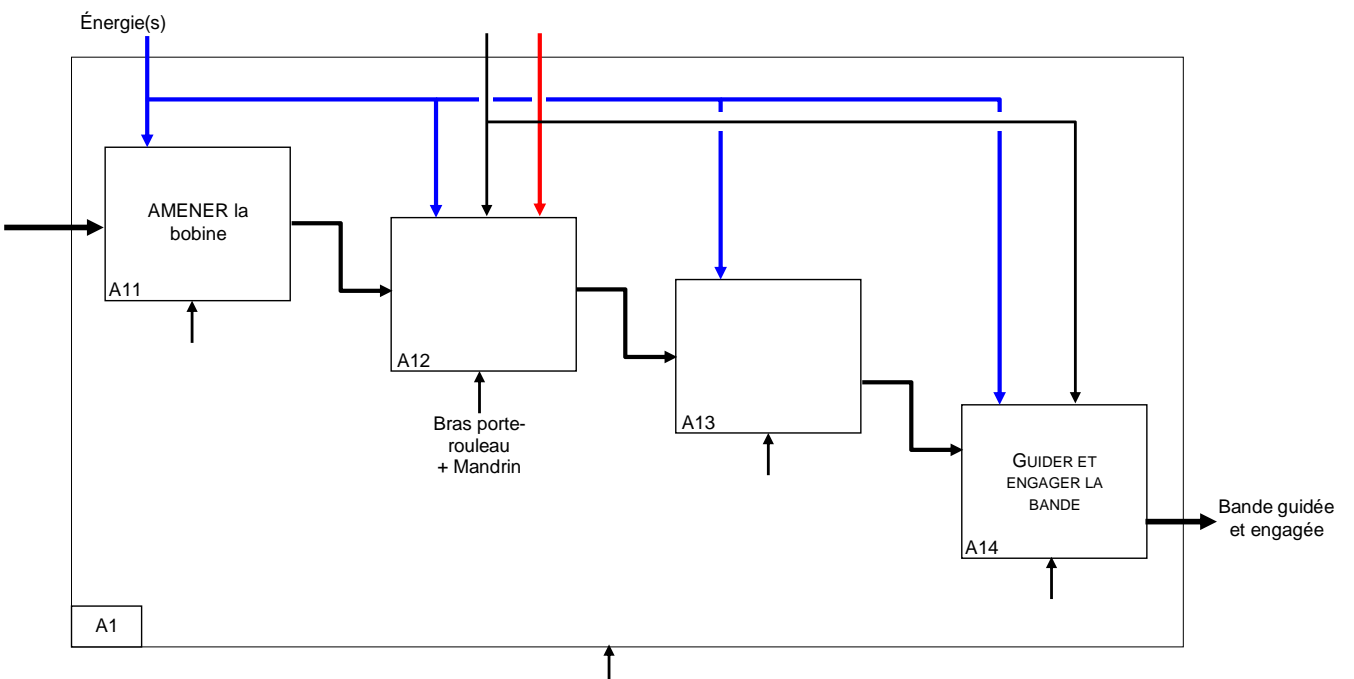 Énergie(s)
AMENER la
bobine
A11
A12
Bras porte-
rouleau
+ Mandrin
A13
GUIDER ET
ENGAGER LA
BANDE
A14
Bande guidée
et engagée
A1